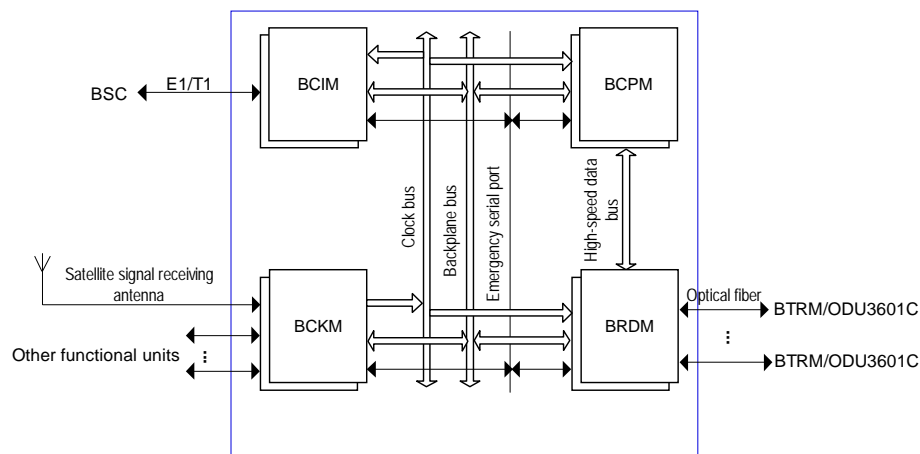 BCIM
BCPM
BSC
E1/T1
Clock bus
Backplane bus
Emergency serial port
High-speed data
bus
Satellite signal receiving
antenna
BCKM
BRDM
Optical fiber
BTRM/ODU3601C
Other functional units
...
...
BTRM/ODU3601C